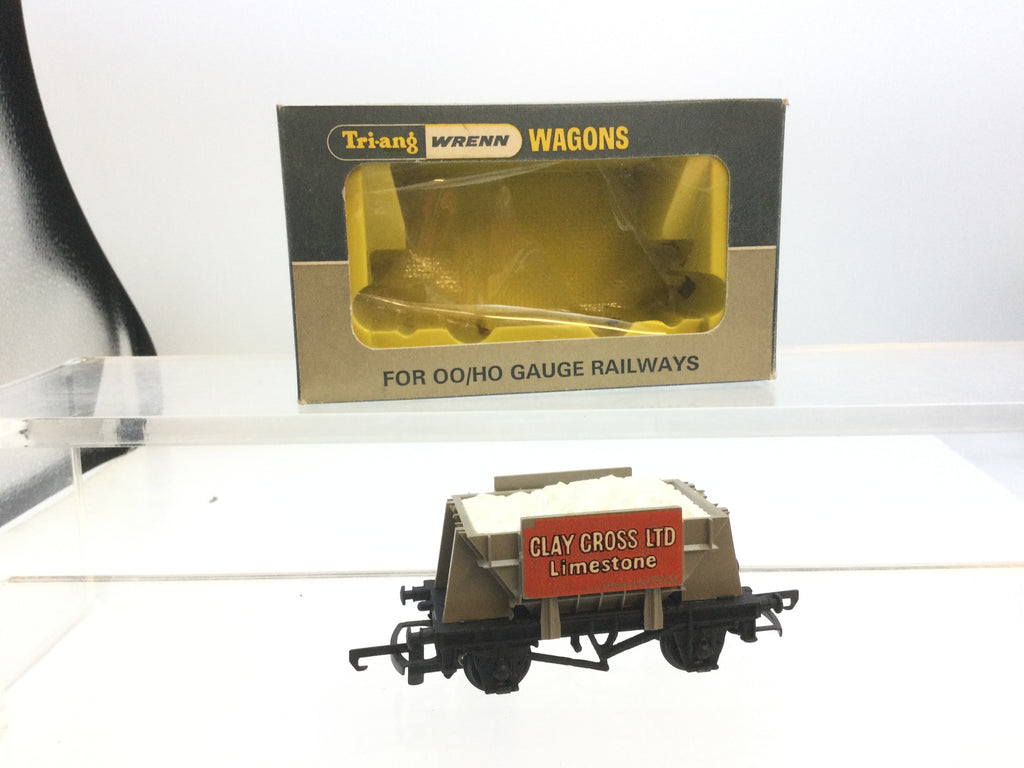 Tri-ang WRENN WAGONS
FOR OO/HO GAUGE RAILWAYS
CLAY CROSS LTD
Limestone